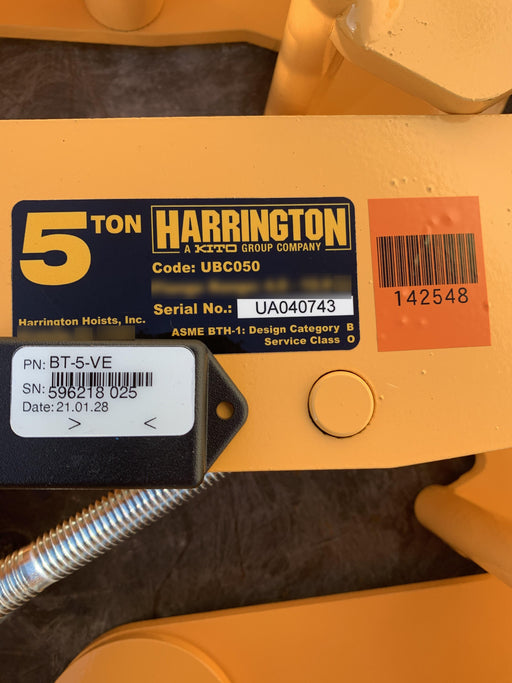 5 TON
HARRINGTON
A KITO GROUP COMPANY
Code: UBC050
Serial No.: UA040743
Harrington Hoists, Inc.
ASME BTH-1: Design Category B
Service Class O
142548
PN: BT-5-VE
SN:
596218 025
Date: 21.01.28
> <